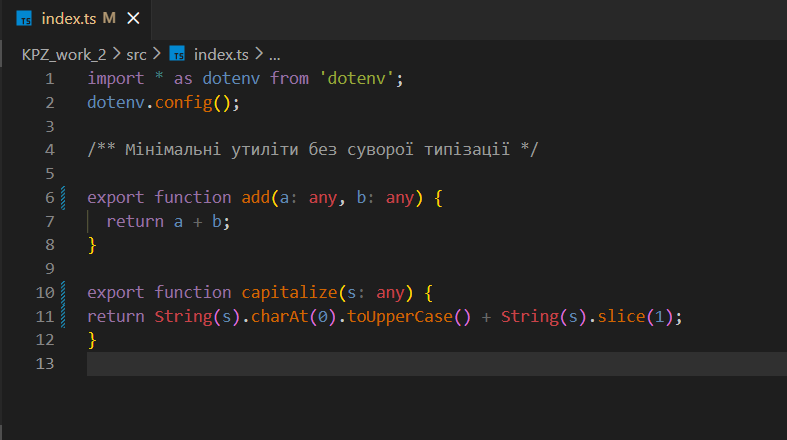 TS index.ts M ×
KPZ_work_2 > src > TS index.ts > ...
1 import * as dotenv from 'dotenv';
2 dotenv.config();
3
4 /** Мінімальні утиліти без суворої типізації */
5
6 export function add(a: any, b: any) {
7 return a + b;
8 }
9
10 export function capitalize(s: any) {
11 return String(s).charAt(0).toUpperCase() + String(s).slice(1);
12 }
13